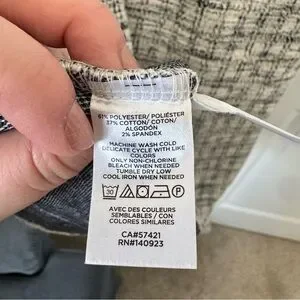 61% POLYESTER/ POLIÉSTER
37% COTTON/ COTON/
ALGODÓN
2% SPANDEX
MACHINE WASH COLD
DELICATE CYCLE WITH LIKE
COLORS
ONLY NON-CHLORINE
BLEACH WHEN NEEDED
TUMBLE DRY LOW
COOL IRON WHEN NEEDED
30
P
AVEC DES COULEURS
SEMBLABLES / CON
COLORES SIMILARES
CA#57421
RN#140923